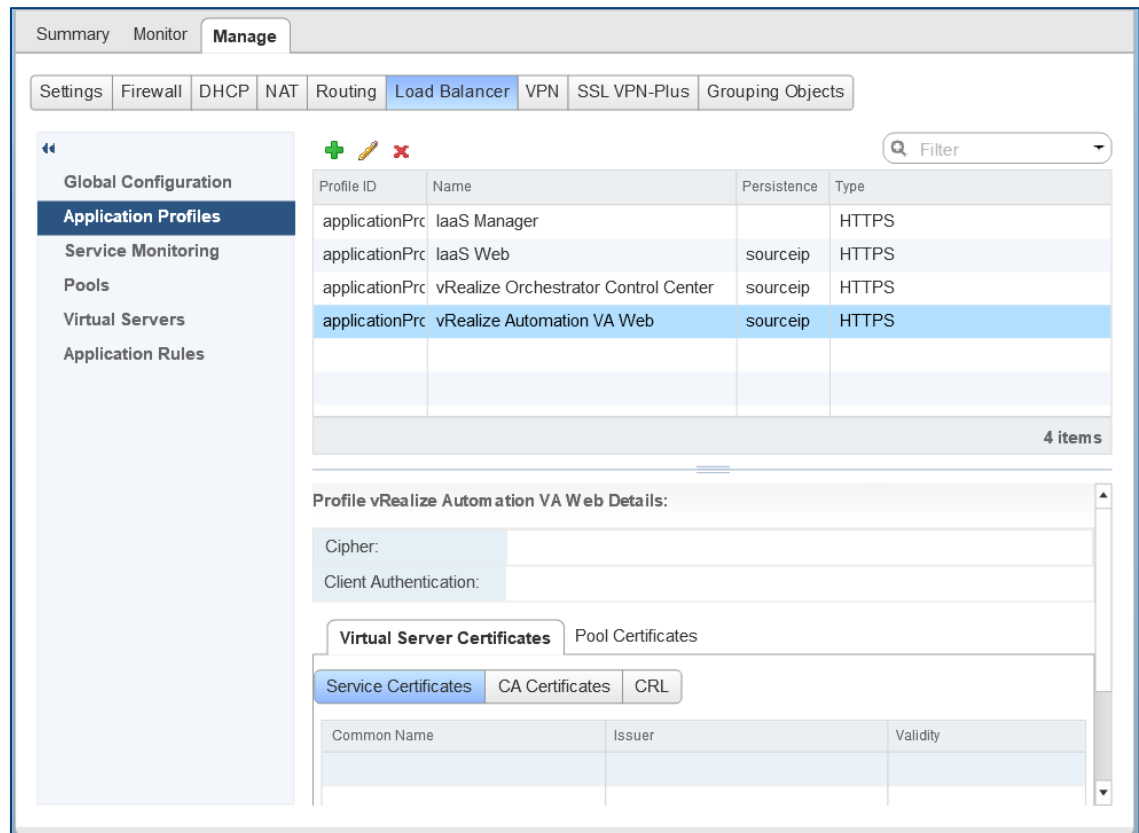 Summary Monitor Manage
Settings Firewall DHCP NAT Routing Load Balancer VPN SSL VPN-Plus Grouping Objects
Filter
Global Configuration
Application Profiles
Service Monitoring
Pools
Virtual Servers
Application Rules
Profile ID Name Persistence Type
applicationPrc IaaS Manager HTTPS
applicationPrc IaaS Web sourceip HTTPS
applicationPrc vRealize Orchestrator Control Center sourceip HTTPS
applicationPrc vRealize Automation VA Web sourceip HTTPS
4 items
Profile vRealize Automation VA Web Details:
Cipher:
Client Authentication:
Virtual Server Certificates Pool Certificates
Service Certificates CA Certificates CRL
Common Name Issuer Validity